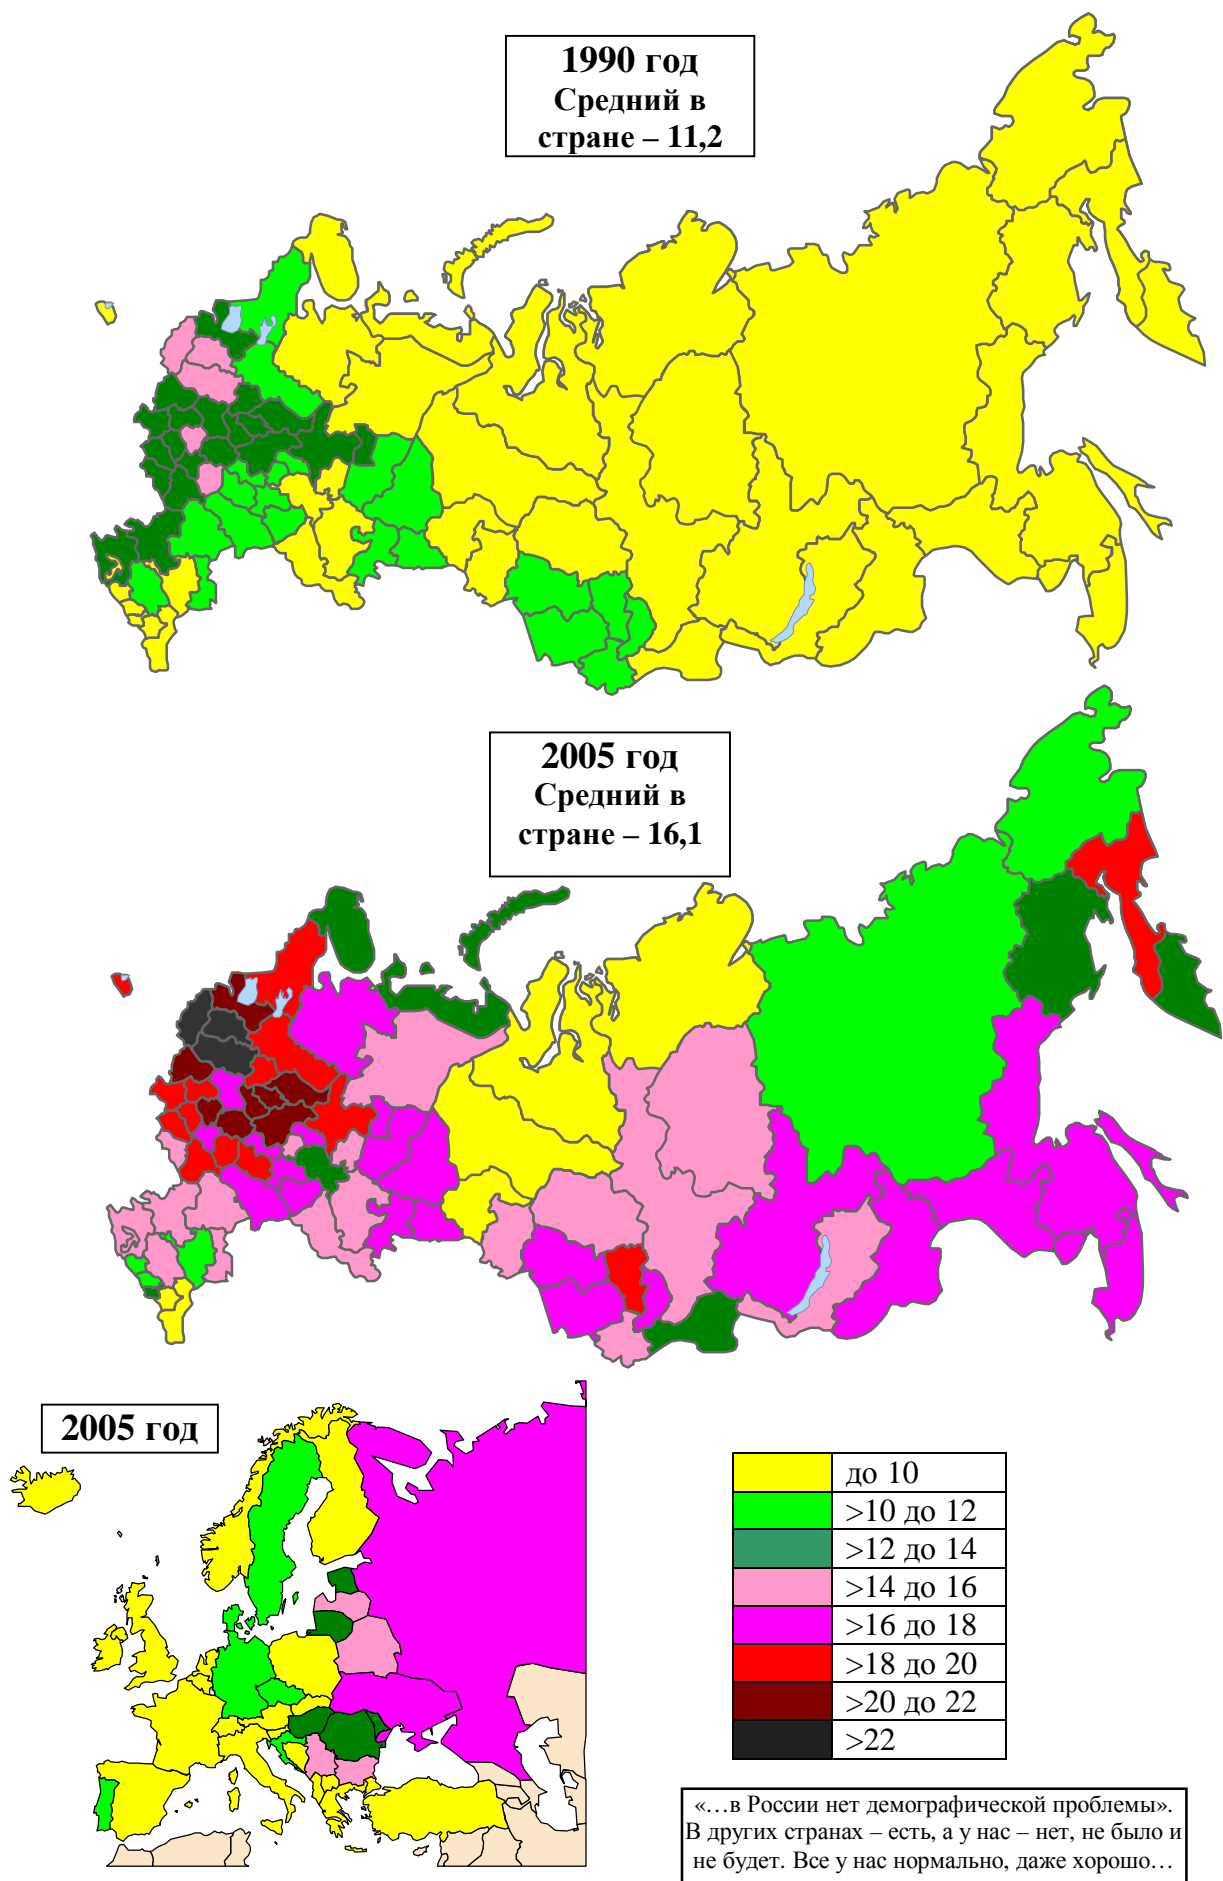 1990 год
Средний в
стране – 11,2
2005 год
Средний в
стране – 16,1
2005 год
до 10
>10 до 12
>12 до 14
>14 до 16
>16 до 18
>18 до 20
>20 до 22
>22
«…в России нет демографической проблемы».
В других странах – есть, а у нас – нет, не было и
не будет. Все у нас нормально, даже хорошо…